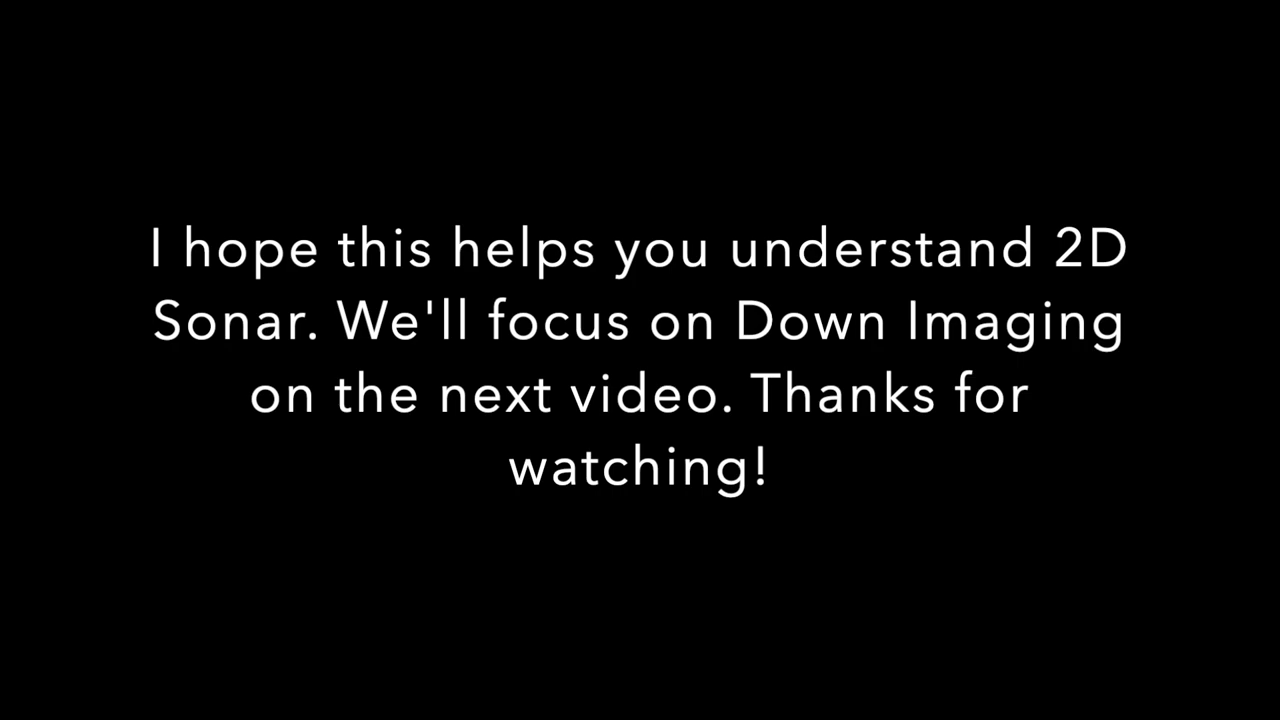 I hope this helps you understand 2D
Sonar. We'll focus on Down Imaging
on the next video. Thanks for
watching!